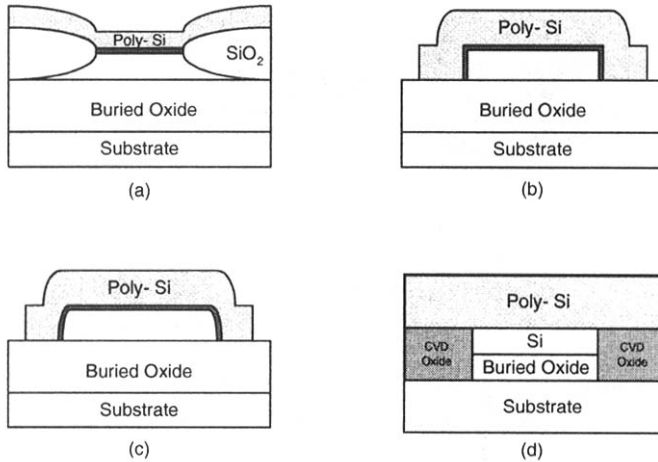 Poly- Si
SiO2
Buried Oxide
Substrate
(a)
Poly- Si
Buried Oxide
Substrate
(b)
Poly- Si
Buried Oxide
Substrate
(c)
Poly- Si
CVD
Oxide
Si
Buried Oxide
CVD
Oxide
Substrate
(d)